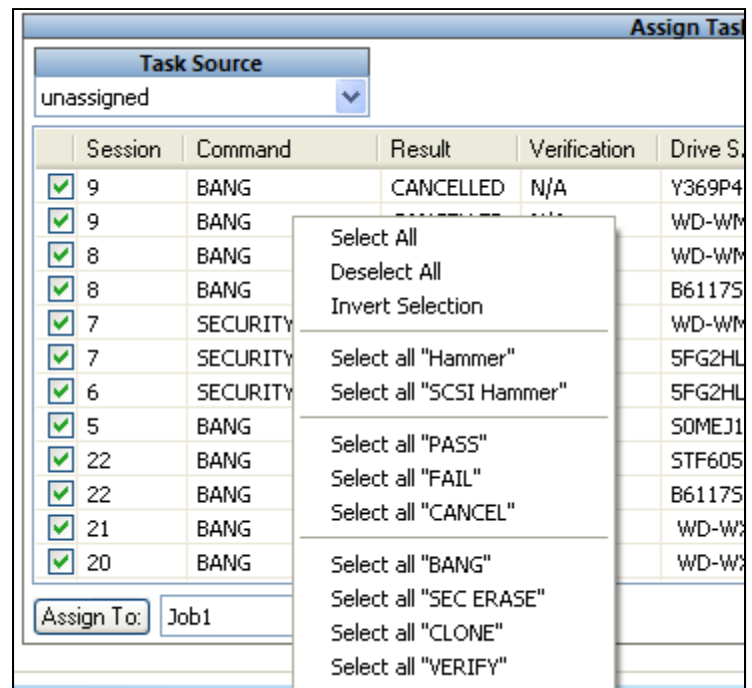 Assign Tas
Task Source
unassigned
Session Command Result Verification Drive S.
9 BANG CANCELLED N/A Y369P4
9 BANG WD-WM
8 BANG WD-WM
8 BANG B6117S
7 SECURITY WD-WM
7 SECURITY 5FG2HL
6 SECURITY 5FG2HL
5 BANG S0MEJ1
22 BANG STF605
22 BANG B6117S
21 BANG WD-WX
20 BANG WD-WX
Select All
Deselect All
Invert Selection
Select all "Hammer"
Select all "SCSI Hammer"
Select all "PASS"
Select all "FAIL"
Select all "CANCEL"
Select all "BANG"
Select all "SEC ERASE"
Select all "CLONE"
Select all "VERIFY"
Assign To: Job1